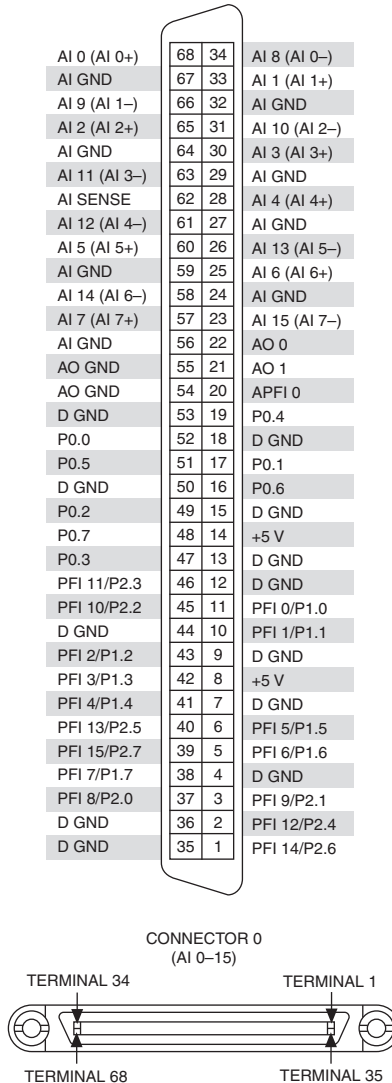 AI 0 (AI 0+) 68 34 AI 8 (AI 0–)
AI GND 67 33 AI 1 (AI 1+)
AI 9 (AI 1–) 66 32 AI GND
AI 2 (AI 2+) 65 31 AI 10 (AI 2–)
AI GND 64 30 AI 3 (AI 3+)
AI 11 (AI 3–) 63 29 AI GND
AI SENSE 62 28 AI 4 (AI 4+)
AI 12 (AI 4–) 61 27 AI GND
AI 5 (AI 5+) 60 26 AI 13 (AI 5–)
AI GND 59 25 AI 6 (AI 6+)
AI 14 (AI 6–) 58 24 AI GND
AI 7 (AI 7+) 57 23 AI 15 (AI 7–)
AI GND 56 22 AO 0
AO GND 55 21 AO 1
AO GND 54 20 APFI 0
D GND 53 19 P0.4
P0.0 52 18 D GND
P0.5 51 17 P0.1
D GND 50 16 P0.6
P0.2 49 15 D GND
P0.7 48 14 +5 V
P0.3 47 13 D GND
PFI 11/P2.3 46 12 D GND
PFI 10/P2.2 45 11 PFI 0/P1.0
D GND 44 10 PFI 1/P1.1
PFI 2/P1.2 43 9 D GND
PFI 3/P1.3 42 8 +5 V
PFI 4/P1.4 41 7 D GND
PFI 13/P2.5 40 6 PFI 5/P1.5
PFI 15/P2.7 39 5 PFI 6/P1.6
PFI 7/P1.7 38 4 D GND
PFI 8/P2.0 37 3 PFI 9/P2.1
D GND 36 2 PFI 12/P2.4
D GND 35 1 PFI 14/P2.6
CONNECTOR 0
(AI 0–15)
TERMINAL 34 TERMINAL 1
TERMINAL 68 TERMINAL 35